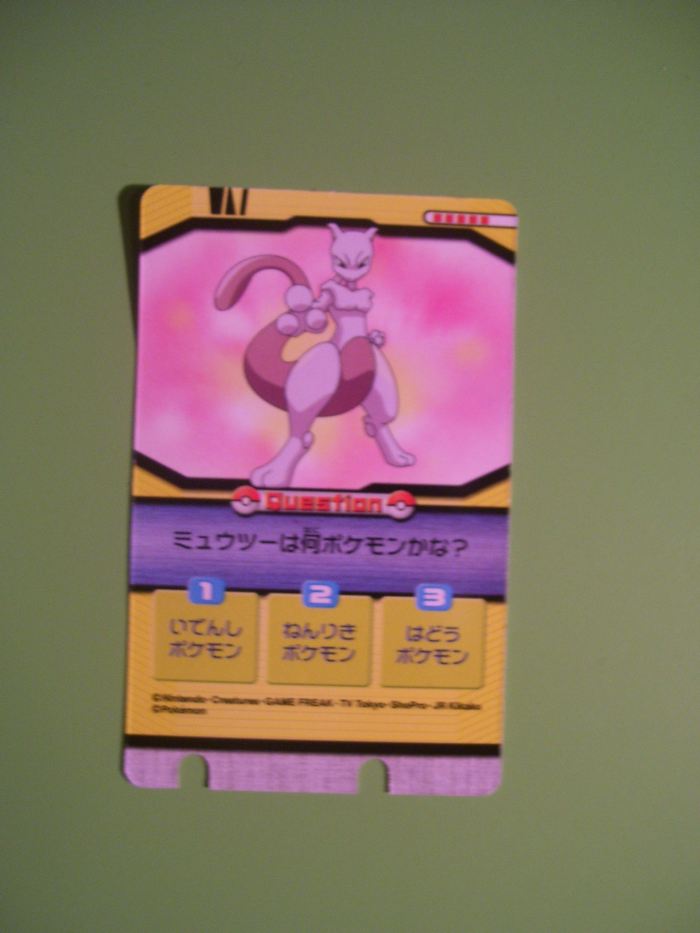 Question
ミュウツーは何ポケモンかな？
1
いでんし
ポケモン
2
ねんりき
ポケモン
3
はどう
ポケモン
©Nintendo・Creatures・GAME FREAK・TV Tokyo・ShoPro・JR Kikaku
©Pokémon